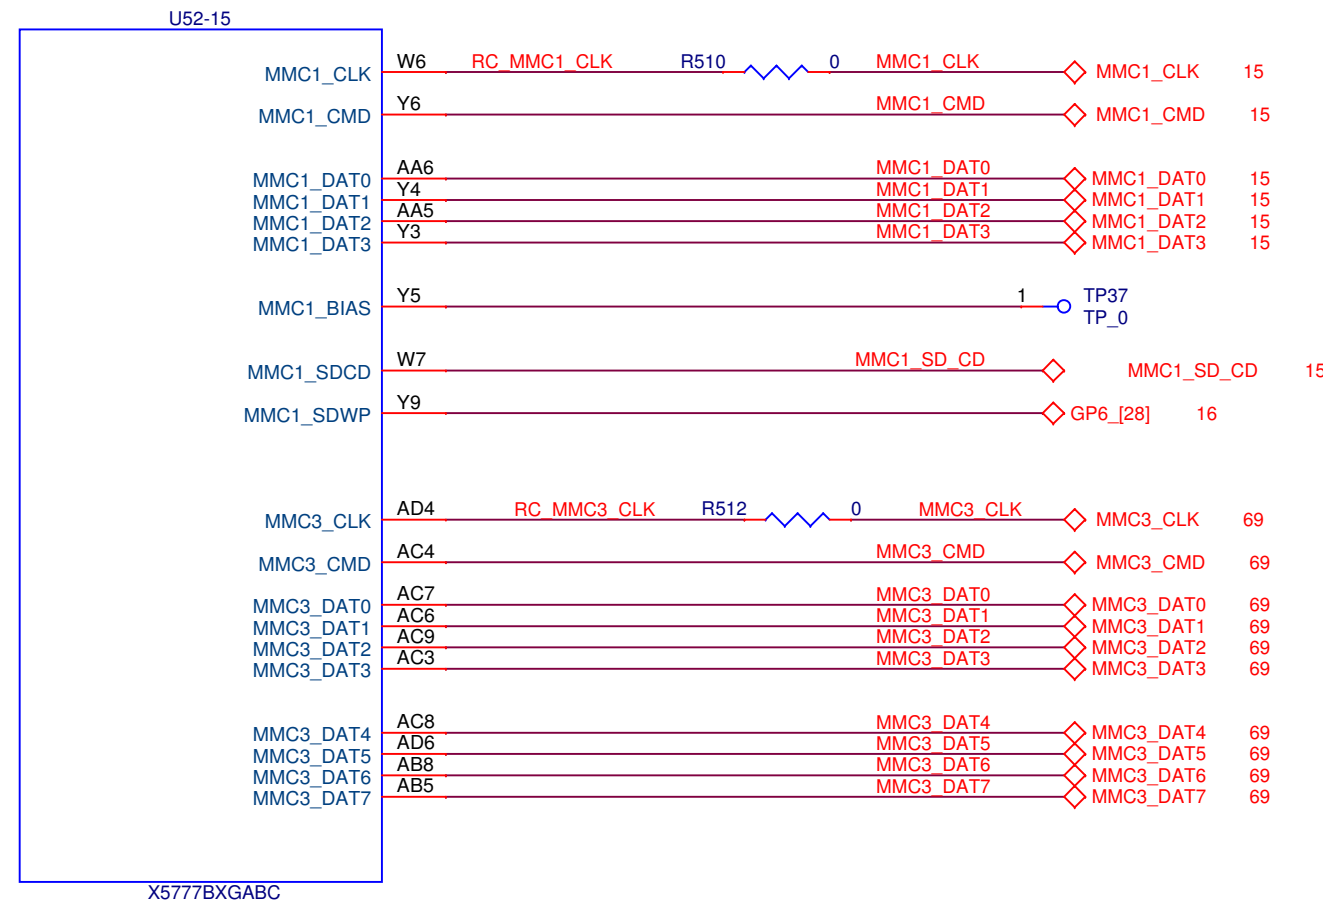 U52-15
MMC1_CLK W6 RC_MMC1_CLK R510 0 MMC1_CLK MMC1_CLK 15
MMC1_CMD Y6 MMC1_CMD MMC1_CMD 15
MMC1_DAT0 AA6 MMC1_DAT0 MMC1_DAT0 15
MMC1_DAT1 Y4 MMC1_DAT1 MMC1_DAT1 15
MMC1_DAT2 AA5 MMC1_DAT2 MMC1_DAT2 15
MMC1_DAT3 Y3 MMC1_DAT3 MMC1_DAT3 15
MMC1_BIAS Y5 1 TP37
TP_0
MMC1_SDCD W7 MMC1_SD_CD MMC1_SD_CD 15
MMC1_SDWP Y9 GP6_[28] 16
MMC3_CLK AD4 RC_MMC3_CLK R512 0 MMC3_CLK MMC3_CLK 69
MMC3_CMD AC4 MMC3_CMD MMC3_CMD 69
MMC3_DAT0 AC7 MMC3_DAT0 MMC3_DAT0 69
MMC3_DAT1 AC6 MMC3_DAT1 MMC3_DAT1 69
MMC3_DAT2 AC9 MMC3_DAT2 MMC3_DAT2 69
MMC3_DAT3 AC3 MMC3_DAT3 MMC3_DAT3 69
MMC3_DAT4 AC8 MMC3_DAT4 MMC3_DAT4 69
MMC3_DAT5 AD6 MMC3_DAT5 MMC3_DAT5 69
MMC3_DAT6 AB8 MMC3_DAT6 MMC3_DAT6 69
MMC3_DAT7 AB5 MMC3_DAT7 MMC3_DAT7 69
X5777BXGABC